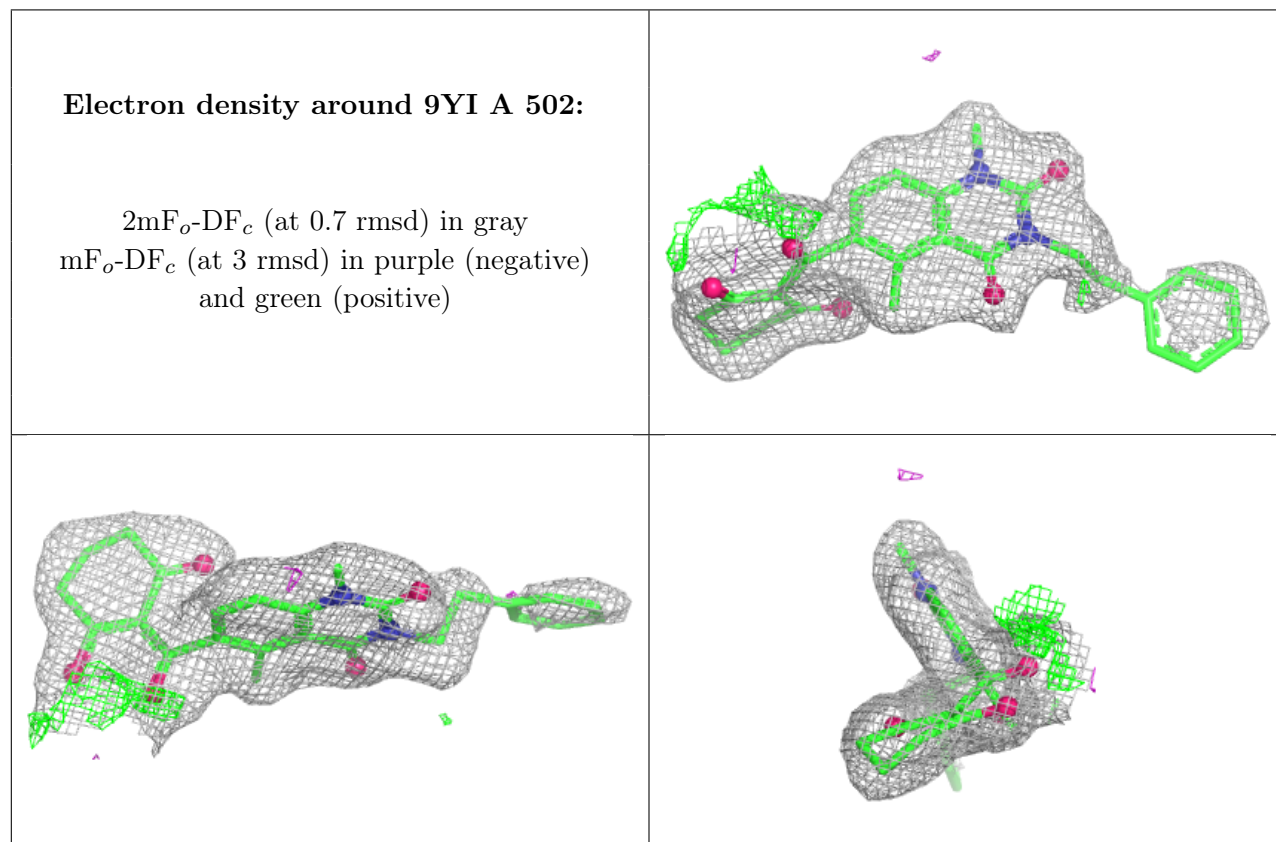 Electron density around 9YI A 502:
2mFo-DFc (at 0.7 rmsd) in gray
mFo-DFc (at 3 rmsd) in purple (negative)
and green (positive)